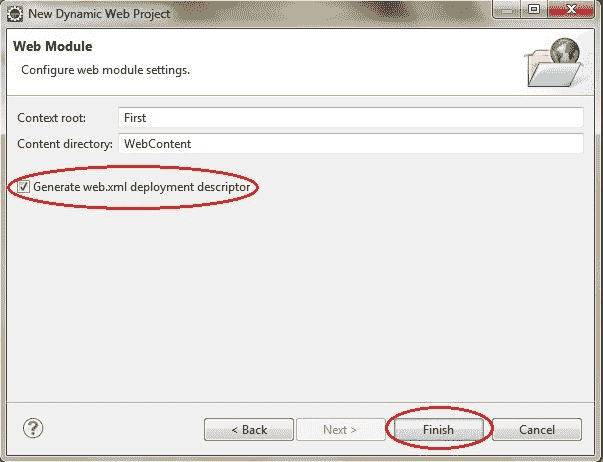 New Dynamic Web Project
Web Module
Configure web module settings.
Context root: First
Content directory: WebContent
Generate web.xml deployment descriptor
? < Back Next > Finish Cancel